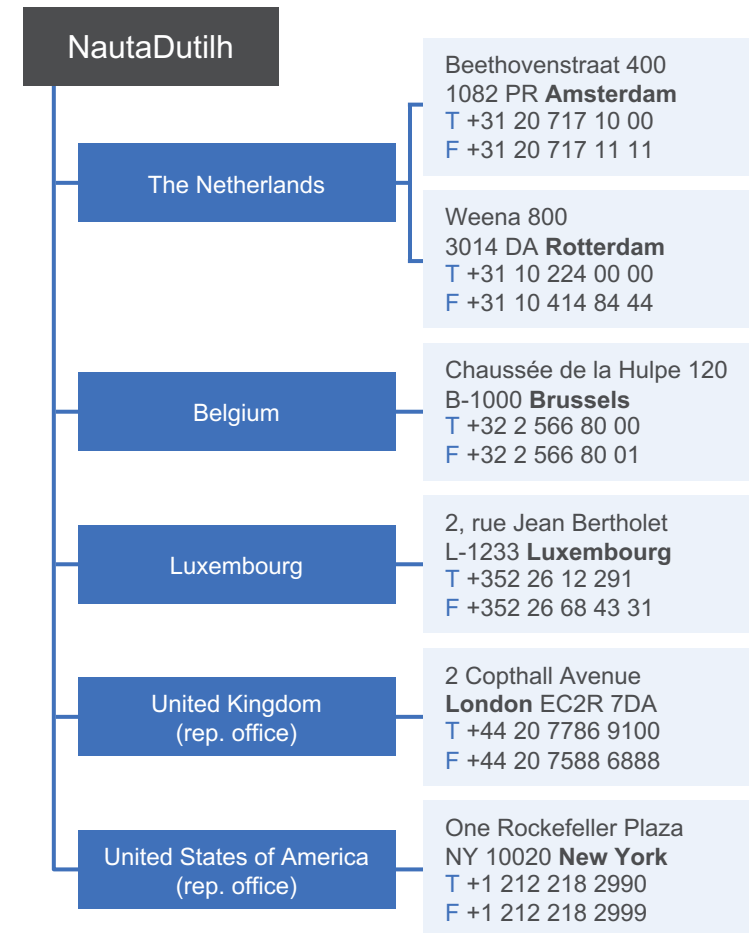 NautaDutilh
The Netherlands
Beethovenstraat 400
1082 PR Amsterdam
T +31 20 717 10 00
F +31 20 717 11 11
Weena 800
3014 DA Rotterdam
T +31 10 224 00 00
F +31 10 414 84 44
Belgium
Chaussée de la Hulpe 120
B-1000 Brussels
T +32 2 566 80 00
F +32 2 566 80 01
Luxembourg
2, rue Jean Bertholet
L-1233 Luxembourg
T +352 26 12 291
F +352 26 68 43 31
United Kingdom
(rep. office)
2 Copthall Avenue
London EC2R 7DA
T +44 20 7786 9100
F +44 20 7588 6888
United States of America
(rep. office)
One Rockefeller Plaza
NY 10020 New York
T +1 212 218 2990
F +1 212 218 2999